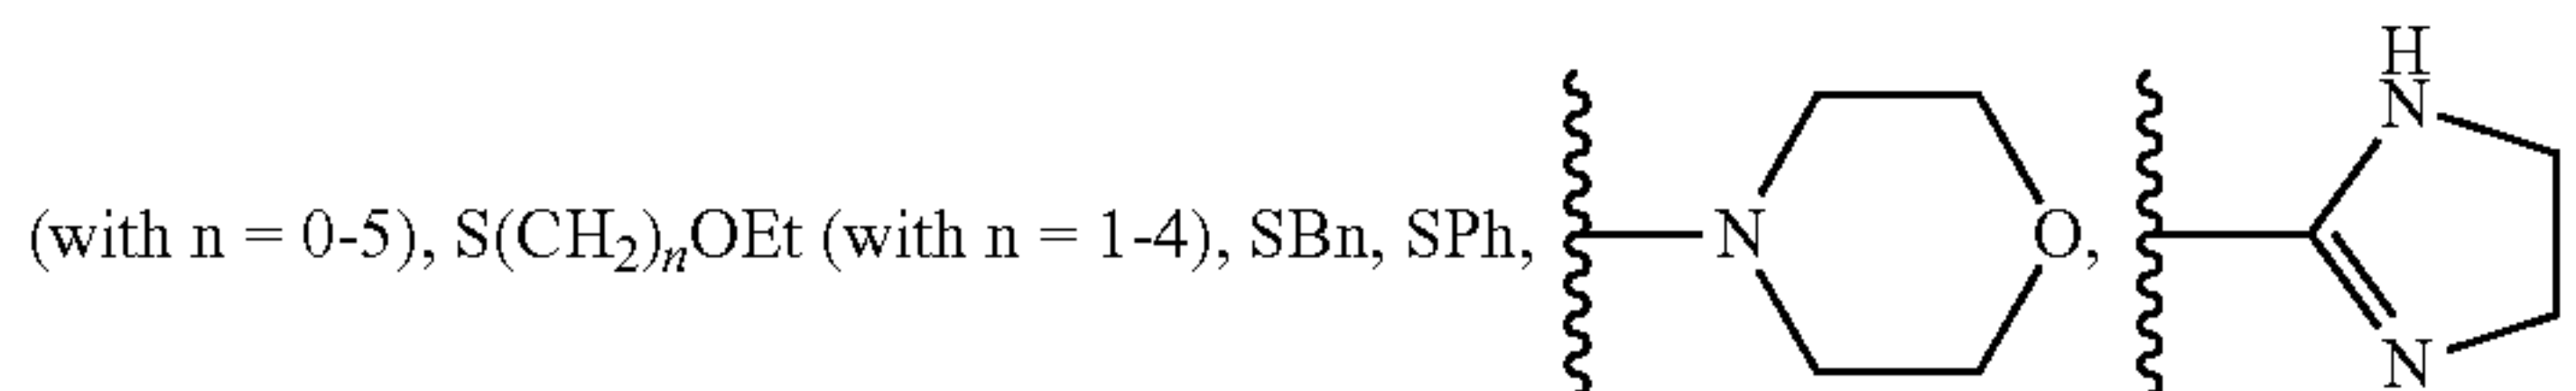 H
(with n = 0-5), S(CH₂)ₙOEt (with n = 1-4), SBn, SPh, N O, N
N